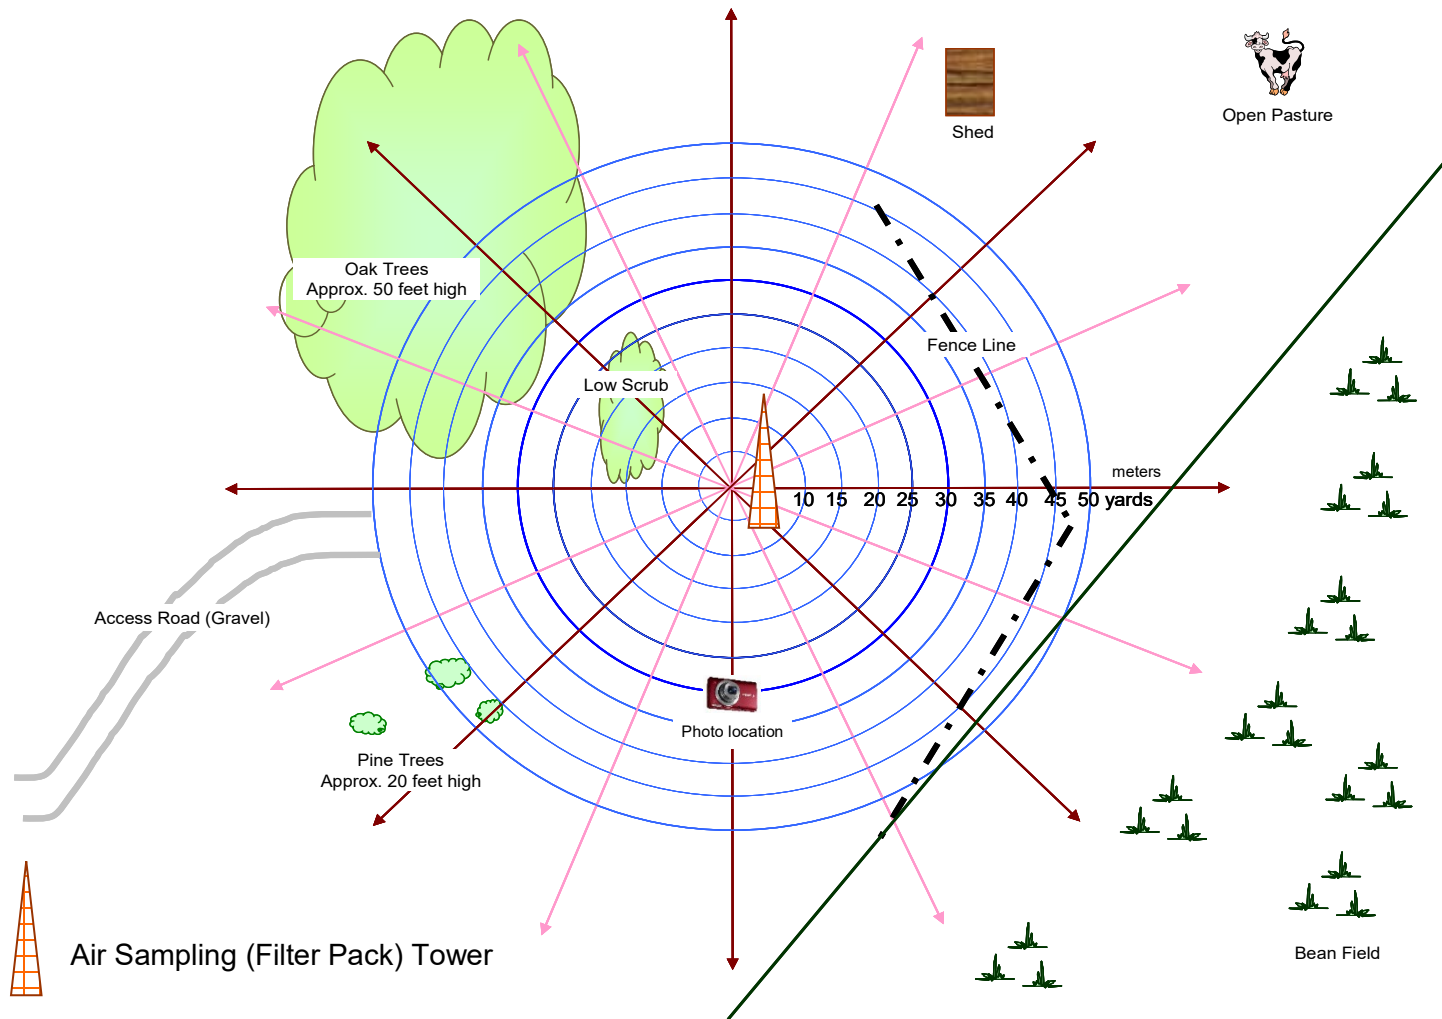 Open Pasture
Shed
Oak Trees
Approx. 50 feet high
Fence Line
Low Scrub
meters
10 15 20 25 30 35 40 45 50 yards
Access Road (Gravel)
Photo location
Pine Trees
Approx. 20 feet high
Air Sampling (Filter Pack) Tower
Bean Field